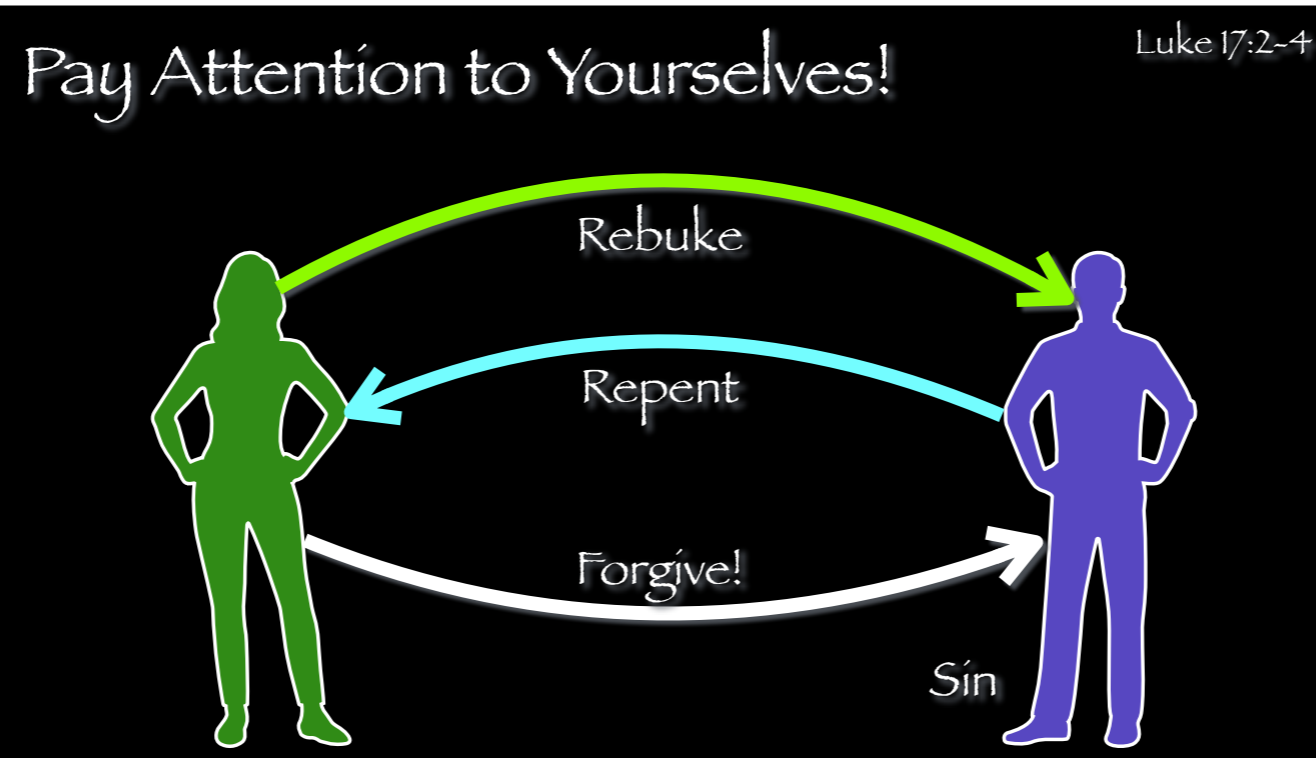 Pay Attention to Yourselves!
Luke 17:2-4
Rebuke
Repent
Forgive!
Sin